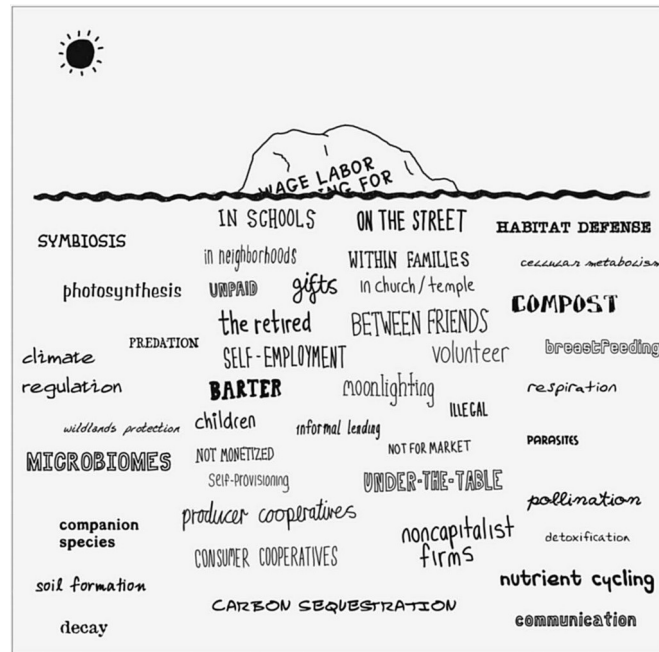 WAGE LABOR
ING FOR
IN SCHOOLS ON THE STREET HABITAT DEFENSE
SYMBIOSIS
in neighborhoods WITHIN FAMILIES cellular metabolism
photosynthesis UNPAID gifts In church / temple
COMPOST
the retired BETWEEN FRIENDS
PREDATION breastfeeding
climate SELF-EMPLOYMENT volunteer
regulation BARTER moonlighting respiration
ILLEGAL
wildlands protection children informal lending
NOT MONETIZED NOT FOR MARKET PARASITES
MICROBIOMES
Self-Provisioning UNDER-THE-TABLE
pollination
producer cooperatives
companion noncapitalist detoxification
species firms
CONSUMER COOPERATIVES
soil formation nutrient cycling
CARBON SEQUESTRATION
decay communication